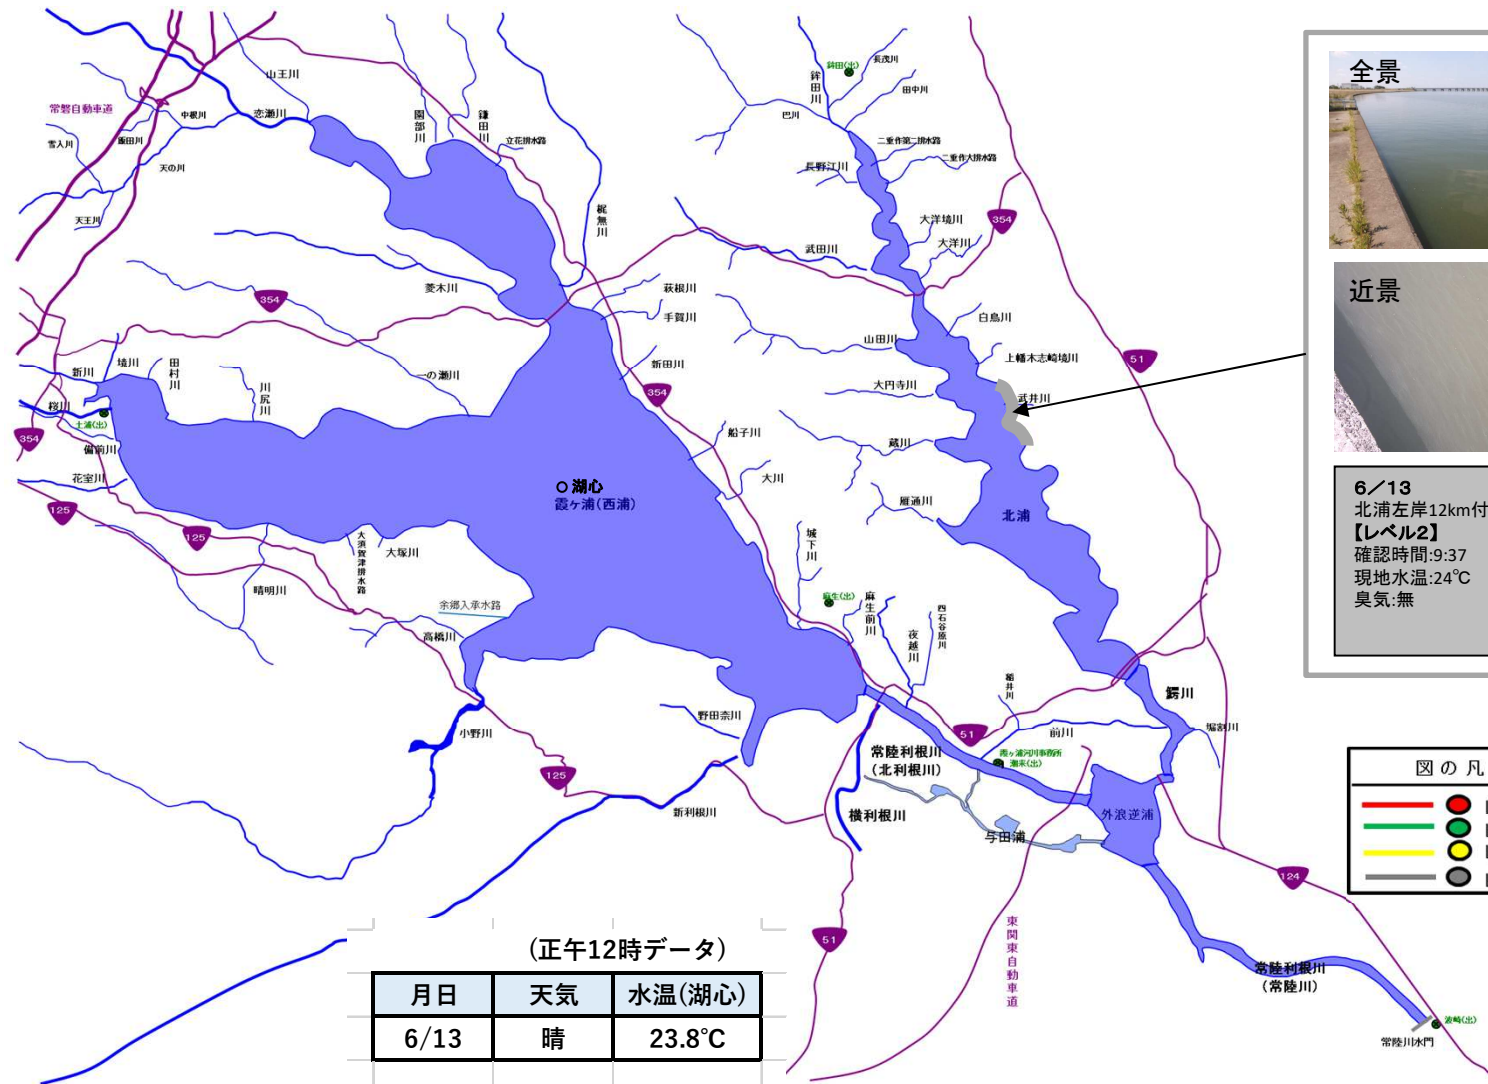 山王川
常磐自動車道
中根川
恋瀬川
雪入川
飯田川
天の川
天王川
園部川
鎌田川
立花排水路
梶無川
鉾田(出)
鉾田川
長茂川
田中川
巴川
二重作第二排水路
二重作大排水路
長野江川
大洋境川
大洋川
武田川
354
菱木川
354
萩根川
手賀川
白鳥川
山田川
上幡木志崎境川
51
新川
境川
田村川
川尻川
一の瀬川
新田川
354
大円寺川
武井川
桜川
土浦(出)
354
備前川
花室川
船子川
大川
蔵川
雁通川
北浦
湖心
霞ヶ浦(西浦)
125
125
大須賀津排水路
大塚川
晴明川
余郷入承水路
高橋川
城下川
麻生(出)
麻生前川
夜越川
四石谷原川
稲井川
前川
鰐川
堀割川
小野川
125
野田奈川
新利根川
常陸利根川
(北利根川)
横利根川
51
霞ヶ浦河川事務所
潮来(出)
与田浦
外浪逆浦
124
51
東関東自動車道
常陸利根川
(常陸川)
波崎(出)
常陸川水門
全景
近景
6/13
北浦左岸12km付
【レベル2】
確認時間:9:37
現地水温:24℃
臭気:無
図の凡
(正午12時データ)
月日 天気 水温(湖心)
6/13 晴 23.8℃